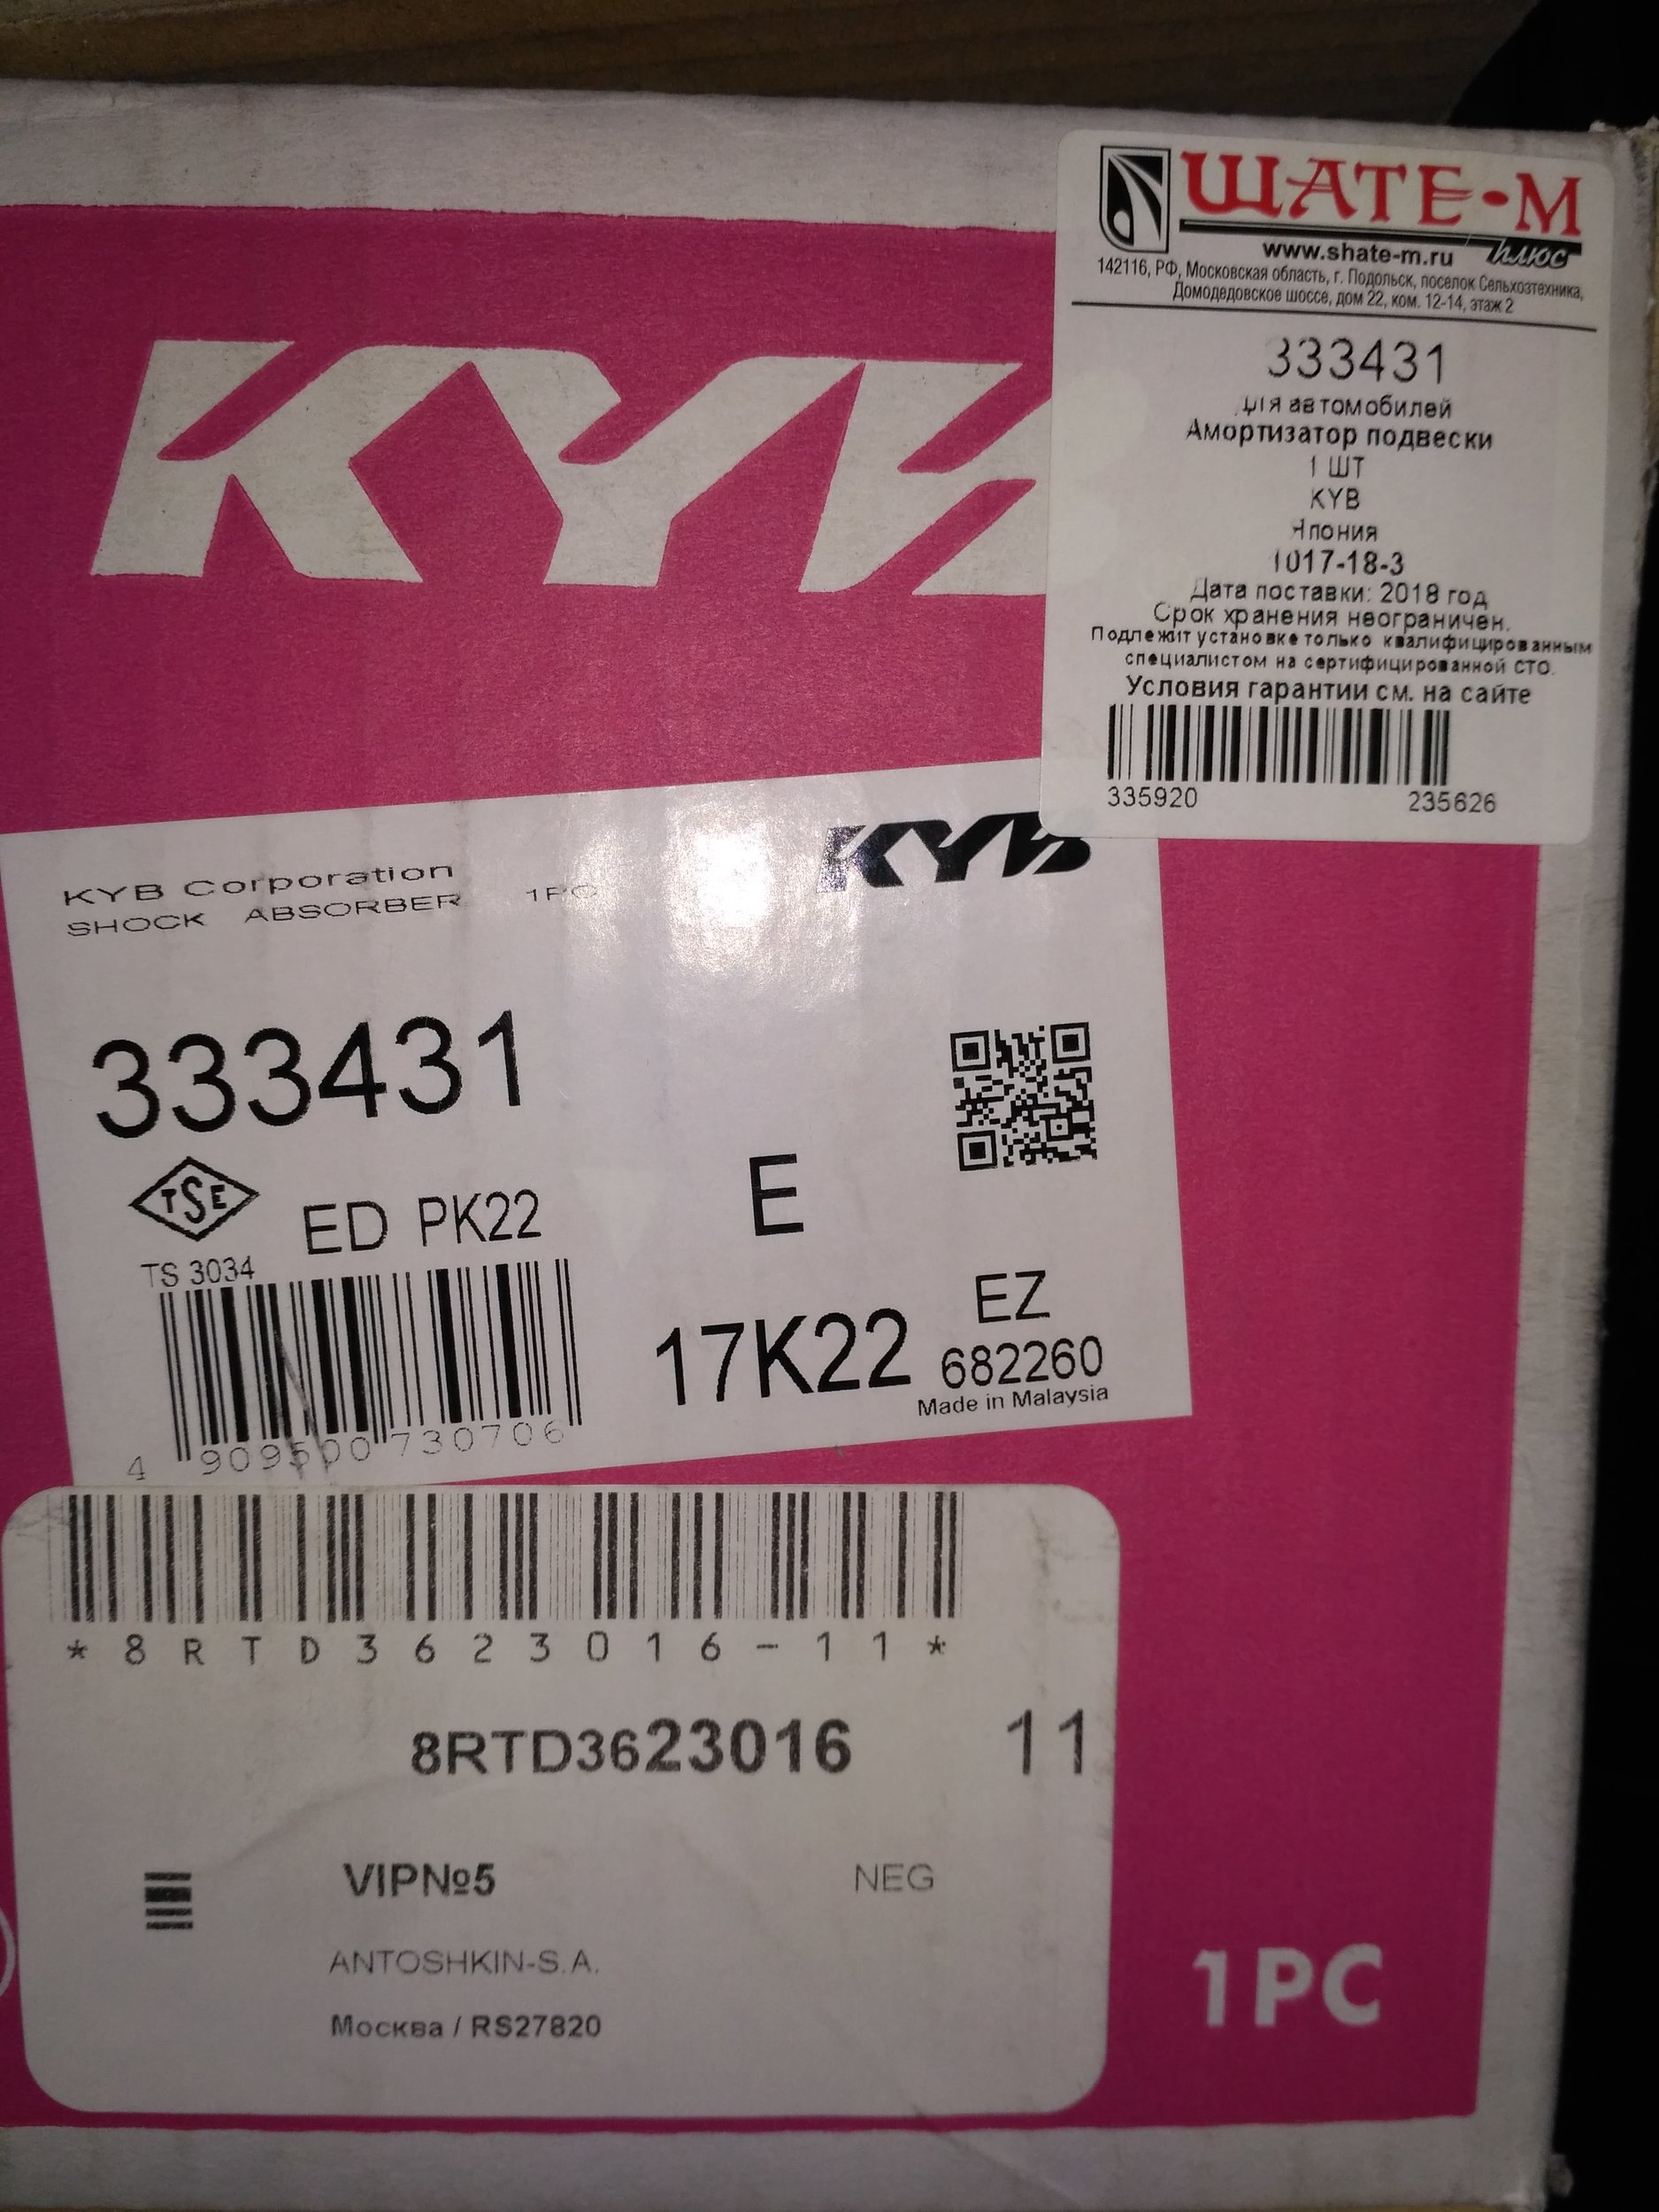 ШАТЕ-М
www.shate-m.ru плюс
142116, РФ, Московская область, г. Подольск, поселок Сельхозтехника,
Домодедовское шоссе, дом 22, ком. 12-14, этаж 2
333431
для автомобилей
Амортизатор подвески
1 ШТ
KYB
Япония
1017-18-3
Дата поставки: 2018 год
Срок хранения неограничен.
Подлежит установке только квалифицированным
специалистом на сертифицированной СТО.
Условия гарантии см. на сайте
335920 235626
KYB
KYB Corporation
SHOCK ABSORBER 1PC
KYB
333431
TSE
TS 3034
ED PK22
E
17K22
EZ
682260
Made in Malaysia
4 909500 730706
*8RTD3623016-11*
8RTD3623016 11
VIP№5 NEG
ANTOSHKIN-S.A.
Москва / RS27820
1PC